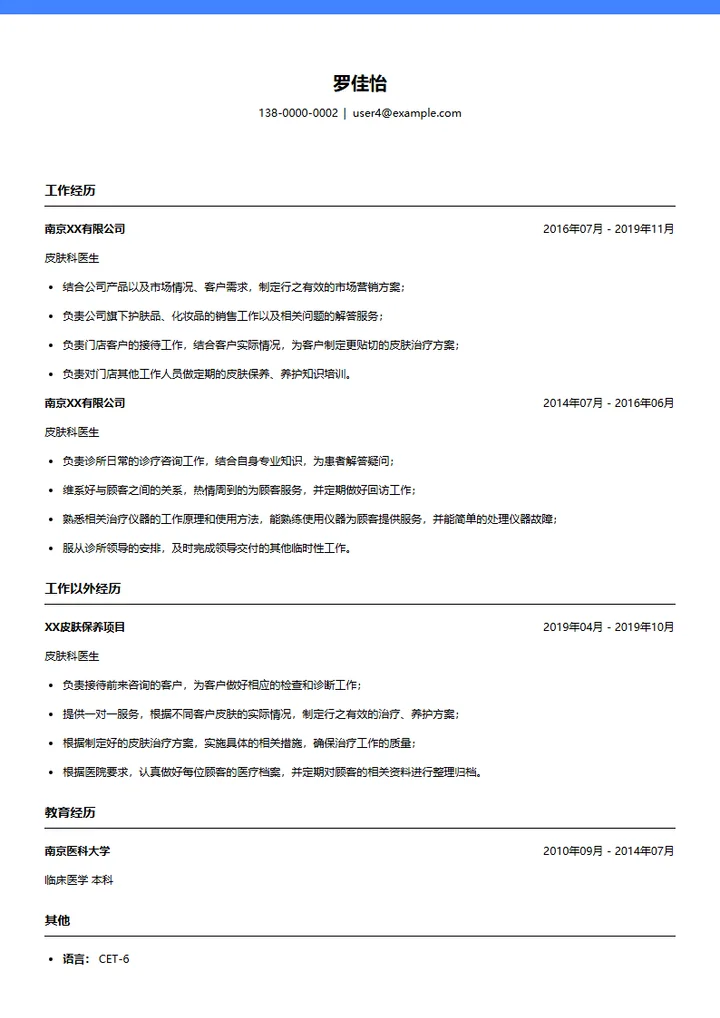 罗佳怡
138-0000-0002 | user4@example.com
工作经历
南京XX有限公司 2016年07月 - 2019年11月
皮肤科医生
• 结合公司产品以及市场情况、客户需求，制定行之有效的市场营销方案；
• 负责公司旗下护肤品、化妆品的销售工作以及相关问题的解答服务；
• 负责门店客户的接待工作，结合客户实际情况，为客户制定更贴切的皮肤治疗方案；
• 负责对门店其他工作人员做定期的皮肤保养、养护知识培训。
南京XX有限公司 2014年07月 - 2016年06月
皮肤科医生
• 负责诊所日常的诊疗咨询工作，结合自身专业知识，为患者解答疑问；
• 维系好与顾客之间的关系，热情周到的为顾客服务，并定期做好回访工作；
• 熟悉相关治疗仪器的工作原理和使用方法，能熟练使用仪器为顾客提供服务，并能简单的处理仪器故障；
• 服从诊所领导的安排，及时完成领导交付的其他临时性工作。
工作以外经历
XX皮肤保养项目 2019年04月 - 2019年10月
皮肤科医生
• 负责接待前来咨询的客户，为客户做好相应的检查和诊断工作；
• 提供一对一服务，根据不同客户皮肤的实际情况，制定行之有效的治疗、养护方案；
• 根据制定好的皮肤治疗方案，实施具体的相关措施，确保治疗工作的质量；
• 根据医院要求，认真做好每位顾客的医疗档案，并定期对顾客的相关资料进行整理归档。
教育经历
南京医科大学 2010年09月 - 2014年07月
临床医学 本科
其他
• 语言： CET-6